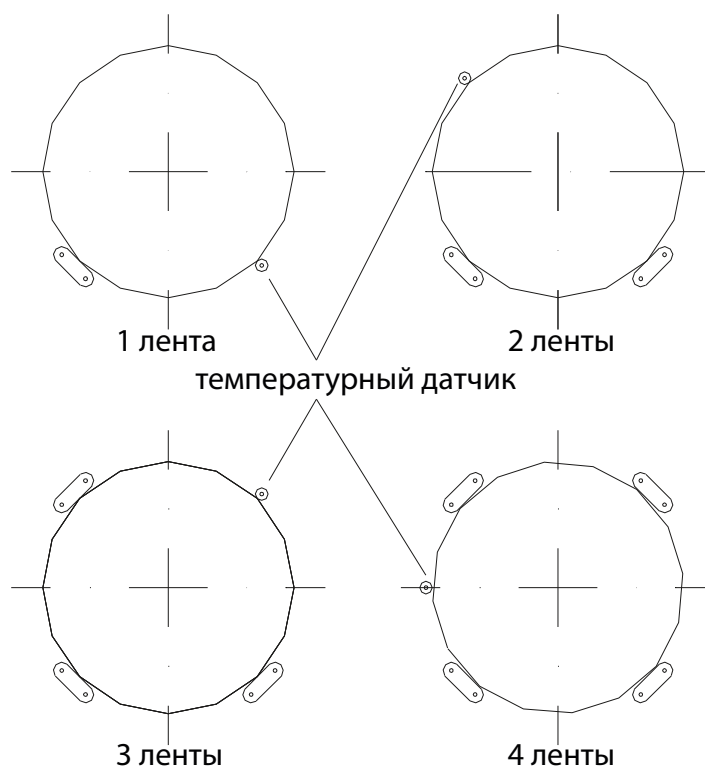 1 лента
2 ленты
температурный датчик
3 ленты
4 ленты